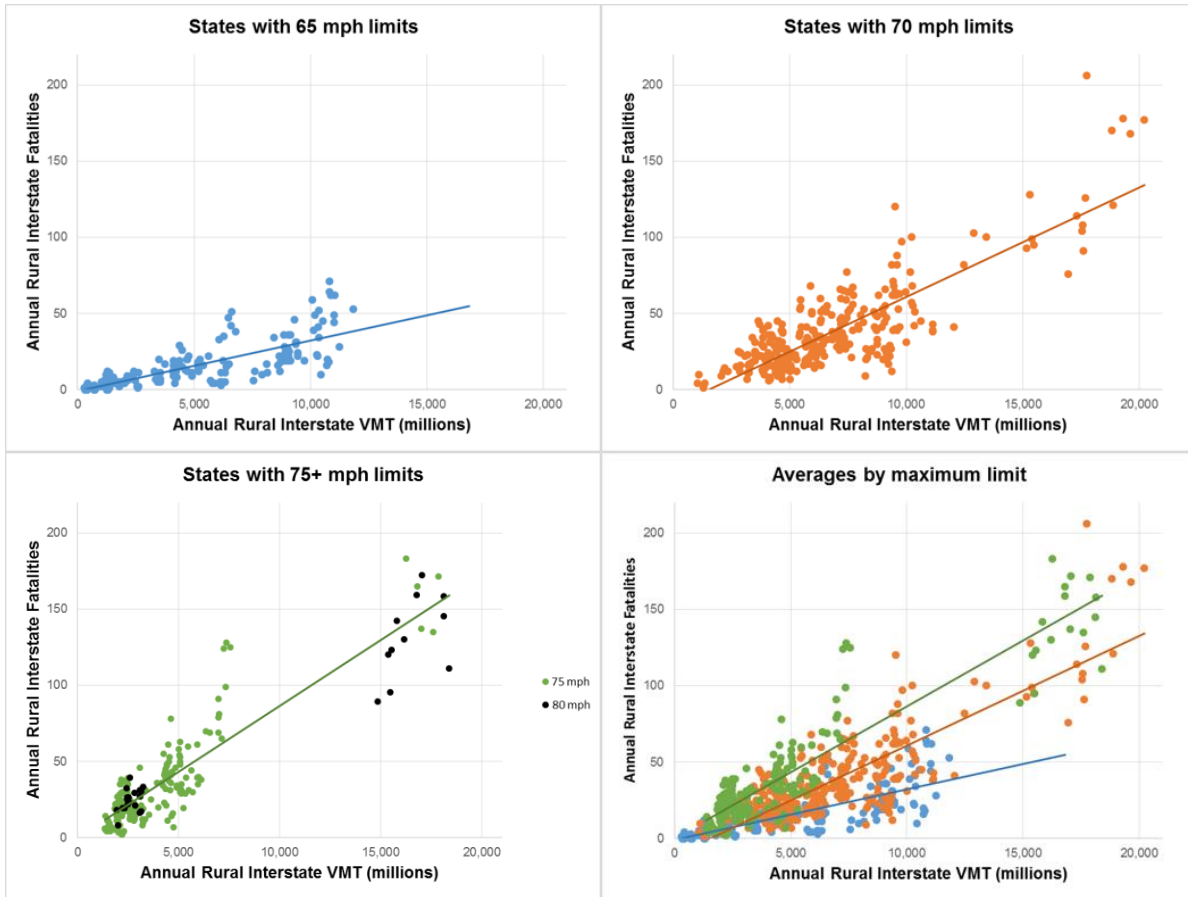 States with 65 mph limits
Annual Rural Interstate Fatalities
200
150
100
50
0
0 5,000 10,000 15,000 20,000
Annual Rural Interstate VMT (millions)
States with 70 mph limits
Annual Rural Interstate Fatalities
200
150
100
50
0
0 5,000 10,000 15,000 20,000
Annual Rural Interstate VMT (millions)
States with 75+ mph limits
Annual Rural Interstate Fatalities
200
150
100
50
0
0 5,000 10,000 15,000 20,000
Annual Rural Interstate VMT (millions)
75 mph
80 mph
Averages by maximum limit
Annual Rural Interstate Fatalities
200
150
100
50
0
0 5,000 10,000 15,000 20,000
Annual Rural Interstate VMT (millions)